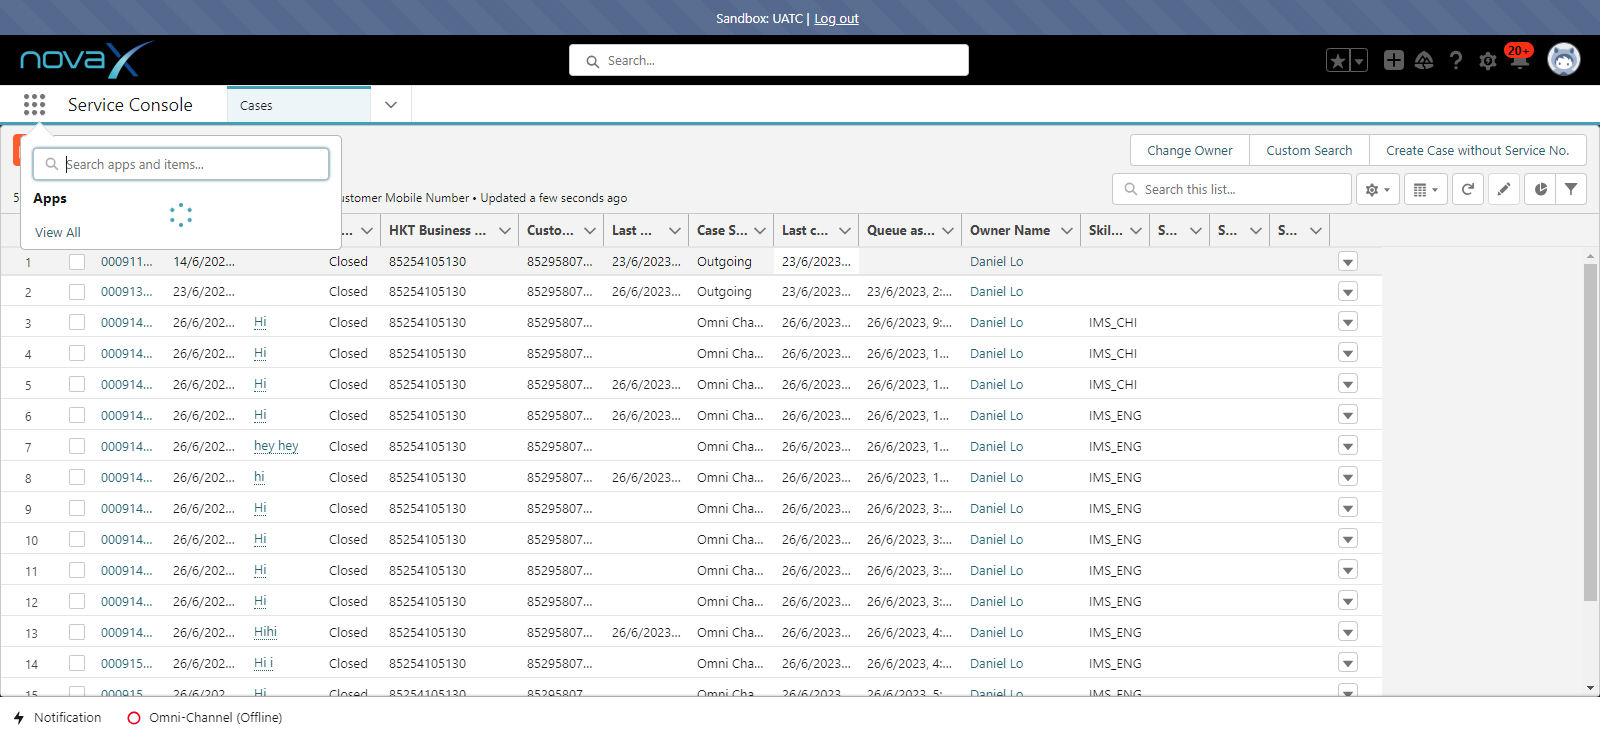 Sandbox: UATC | Log out
novaX Search... 20+
Service Console Cases
Search apps and items... Change Owner Custom Search Create Case without Service No.
Apps
5 ustomer Mobile Number • Updated a few seconds ago Search this list...
View All
... HKT Business ... Custo... Last ... Case S... Last c... Queue as... Owner Name Skil... S... S... S...
1 000911... 14/6/202... Closed 85254105130 85295807... 23/6/2023... Outgoing 23/6/2023... Daniel Lo
2 000913... 23/6/202... Closed 85254105130 85295807... 26/6/2023... Outgoing 23/6/2023... 23/6/2023, 2:... Daniel Lo
3 000914... 26/6/202... Hi Closed 85254105130 85295807... Omni Cha... 26/6/2023... 26/6/2023, 9:... Daniel Lo IMS_CHI
4 000914... 26/6/202... Hi Closed 85254105130 85295807... Omni Cha... 26/6/2023... 26/6/2023, 1... Daniel Lo IMS_CHI
5 000914... 26/6/202... Hi Closed 85254105130 85295807... 26/6/2023... Omni Cha... 26/6/2023... 26/6/2023, 1... Daniel Lo IMS_CHI
6 000914... 26/6/202... Hi Closed 85254105130 85295807... 26/6/2023... Omni Cha... 26/6/2023... 26/6/2023, 1... Daniel Lo IMS_ENG
7 000914... 26/6/202... hey hey Closed 85254105130 85295807... Omni Cha... 26/6/2023... 26/6/2023, 1... Daniel Lo IMS_ENG
8 000914... 26/6/202... hi Closed 85254105130 85295807... 26/6/2023... Omni Cha... 26/6/2023... 26/6/2023, 1... Daniel Lo IMS_ENG
9 000914... 26/6/202... Hi Closed 85254105130 85295807... Omni Cha... 26/6/2023... 26/6/2023, 3:... Daniel Lo IMS_ENG
10 000914... 26/6/202... Hi Closed 85254105130 85295807... Omni Cha... 26/6/2023... 26/6/2023, 3:... Daniel Lo IMS_ENG
11 000914... 26/6/202... Hi Closed 85254105130 85295807... Omni Cha... 26/6/2023... 26/6/2023, 3:... Daniel Lo IMS_ENG
12 000914... 26/6/202... Hi Closed 85254105130 85295807... Omni Cha... 26/6/2023... 26/6/2023, 3:... Daniel Lo IMS_ENG
13 000914... 26/6/202... Hihi Closed 85254105130 85295807... 26/6/2023... Omni Cha... 26/6/2023... 26/6/2023, 4:... Daniel Lo IMS_ENG
14 000915... 26/6/202... Hi i Closed 85254105130 85295807... Omni Cha... 26/6/2023... 26/6/2023, 4:... Daniel Lo IMS_ENG
15 000915... 26/6/202... Hi Closed 85254105130 85295807... Omni Cha... 26/6/2023... 26/6/2023, 5:... Daniel Lo IMS_ENG
Notification Omni-Channel (Offline)